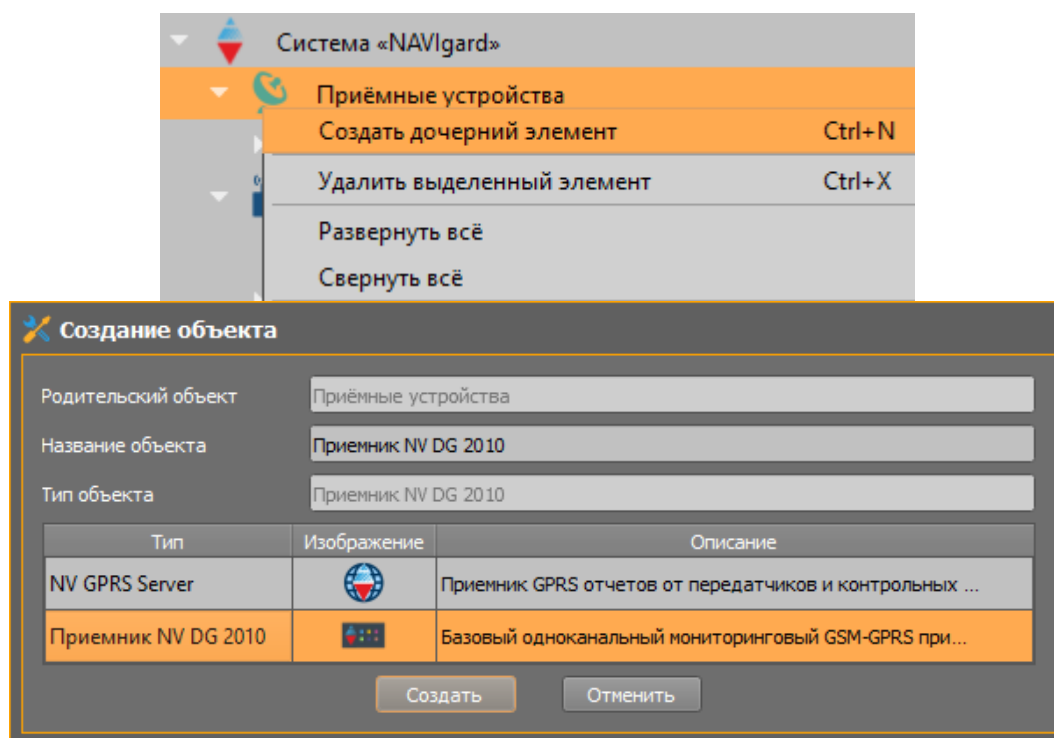 Система «NAVIgard»
Приёмные устройства
Создать дочерний элемент Ctrl+N
Удалить выделенный элемент Ctrl+X
Развернуть всё
Свернуть всё
Создание объекта
Родительский объект Приёмные устройства
Название объекта Приемник NV DG 2010
Тип объекта Приемник NV DG 2010
Тип Изображение Описание
NV GPRS Server Приемник GPRS отчетов от передатчиков и контрольных ...
Приемник NV DG 2010 Базовый одноканальный мониторинговый GSM-GPRS при...
Создать Отменить